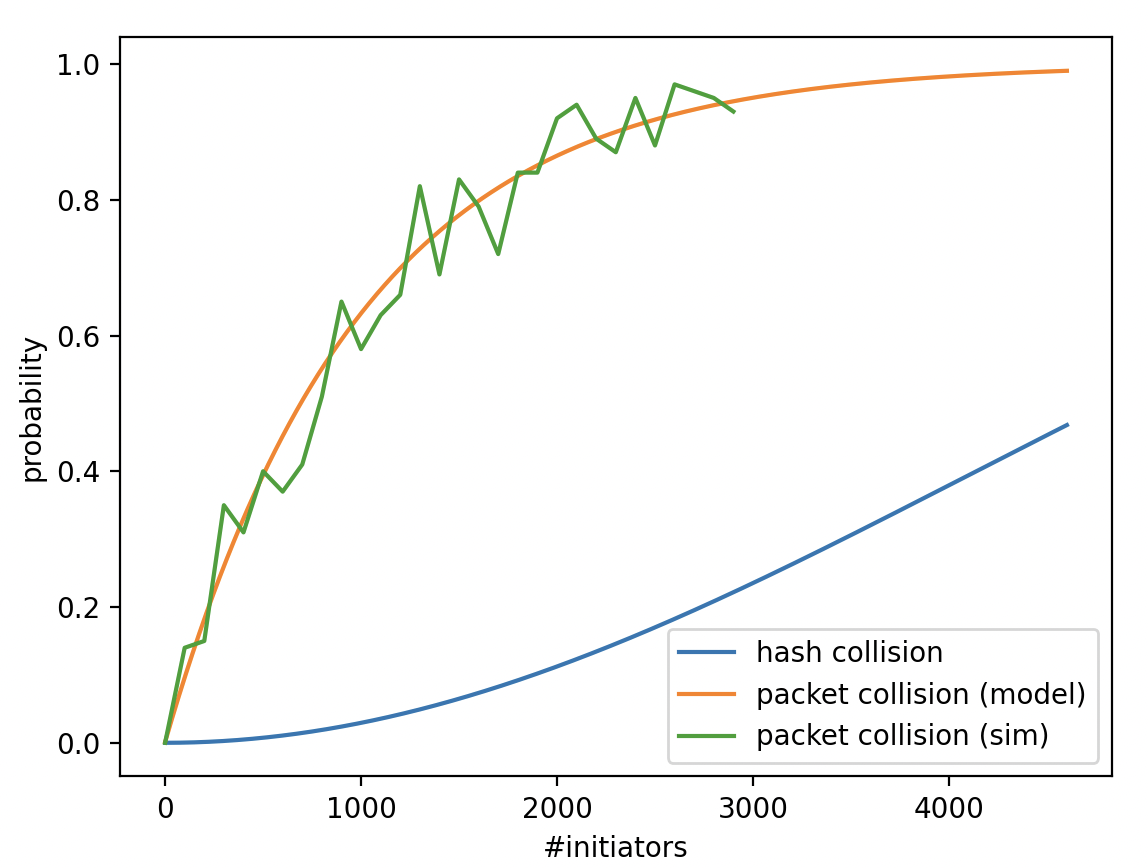 1.0
0.8
0.6
0.4
0.2
0.0
probability
0 1000 2000 3000 4000
#initiators
hash collision
packet collision (model)
packet collision (sim)